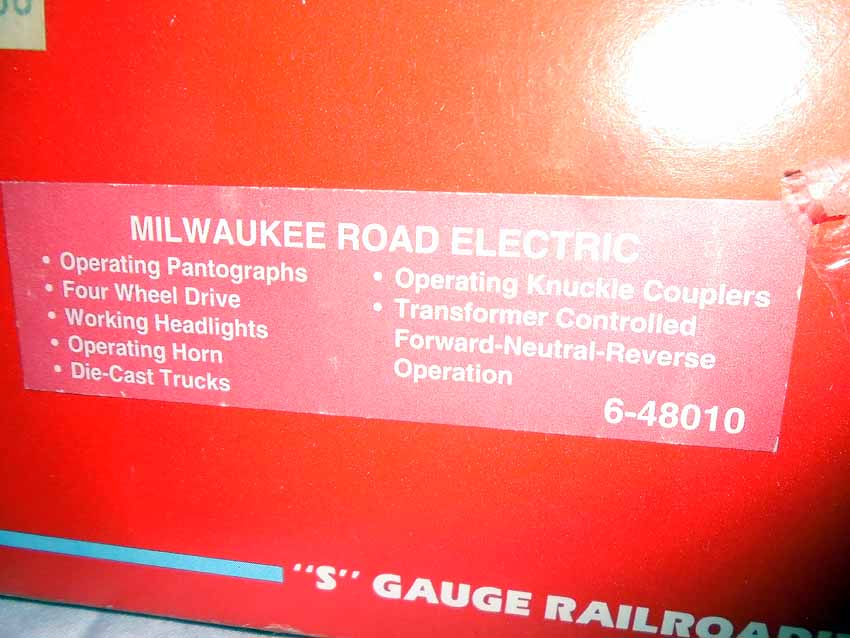 MILWAUKEE ROAD ELECTRIC
• Operating Pantographs
• Four Wheel Drive
• Working Headlights
• Operating Horn
• Die-Cast Trucks
• Operating Knuckle Couplers
• Transformer Controlled
Forward-Neutral-Reverse
Operation
6-48010
"S" GAUGE